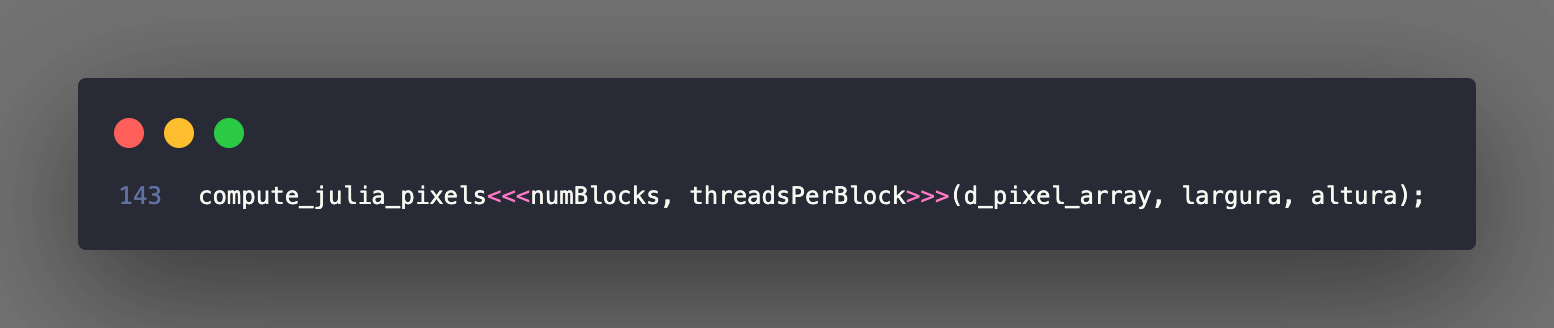 143 compute_julia_pixels<<<numBlocks, threadsPerBlock>>>(d_pixel_array, largura, altura);